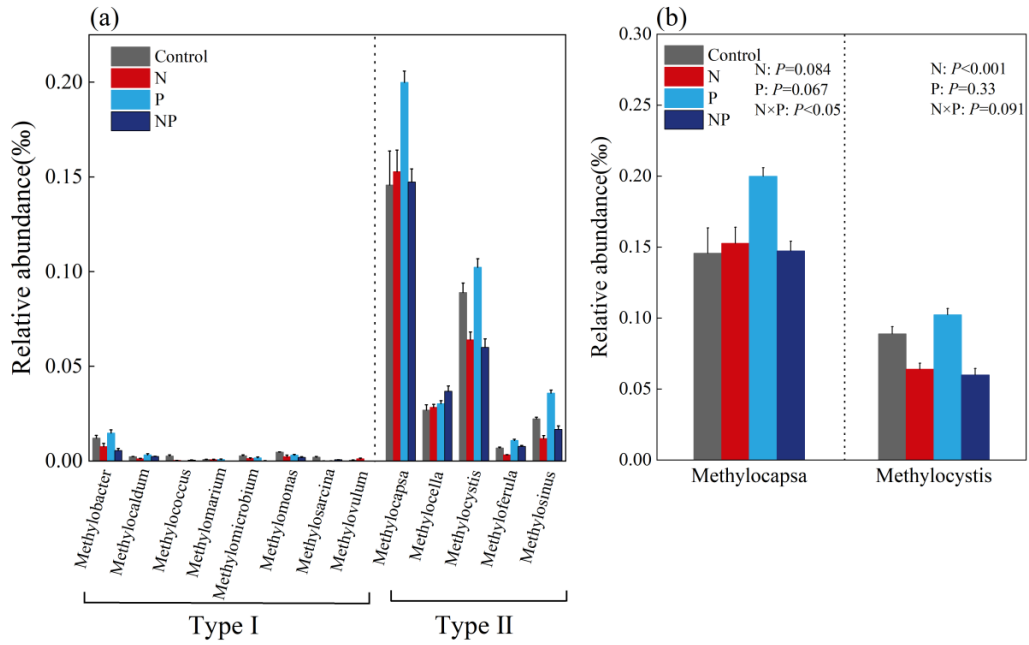 (a)
Control
N
P
NP
Relative abundance(‰)
0.20
0.15
0.10
0.05
0.00
Methylobacter
Methylocaldum
Methylococcus
Methylomarium
Methylomicrobium
Methylomonas
Methylosarcina
Methylovulum
Methylocapsa
Methylocella
Methylocystis
Methyloferula
Methylosinus
Type I
Type II
(b)
Control
N
P
NP
N: P=0.084
P: P=0.067
N×P: P<0.05
N: P<0.001
P: P=0.33
N×P: P=0.091
Relative abundance(‰)
0.30
0.25
0.20
0.15
0.10
0.05
0.00
Methylocapsa
Methylocystis